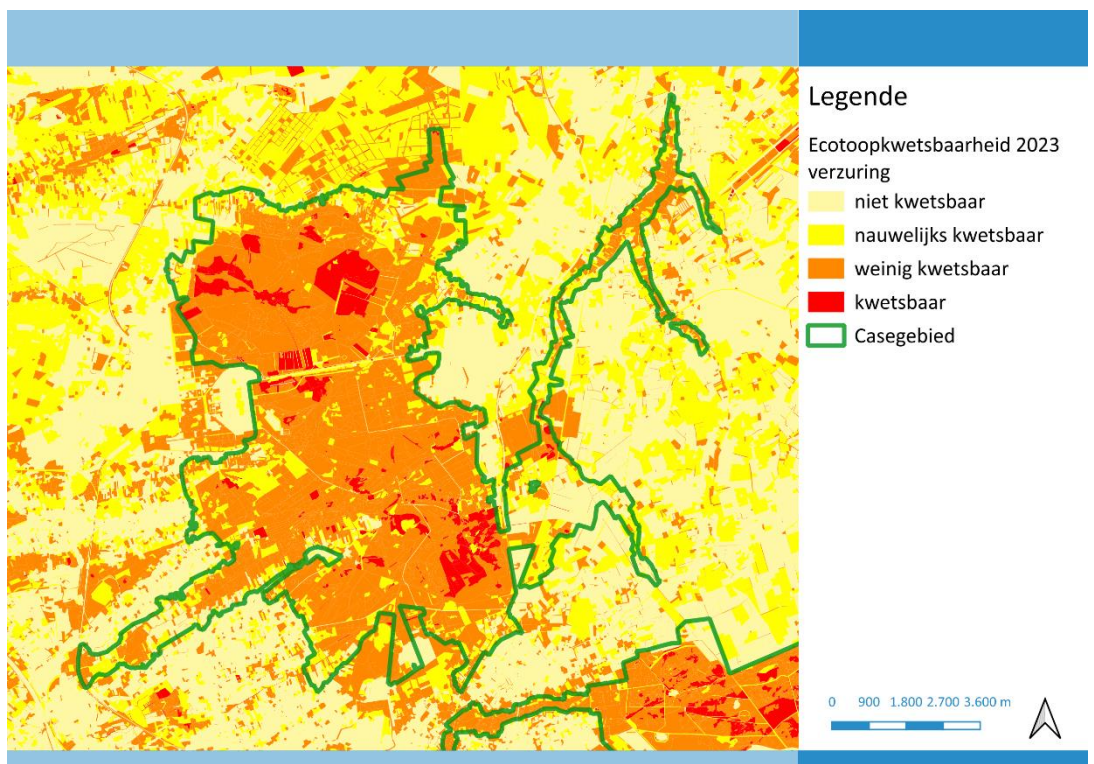 Legende
Ecotoopkwetsbaarheid 2023
verzuring
niet kwetsbaar
nauwelijks kwetsbaar
weinig kwetsbaar
kwetsbaar
Casegebied
0 900 1.800 2.700 3.600 m